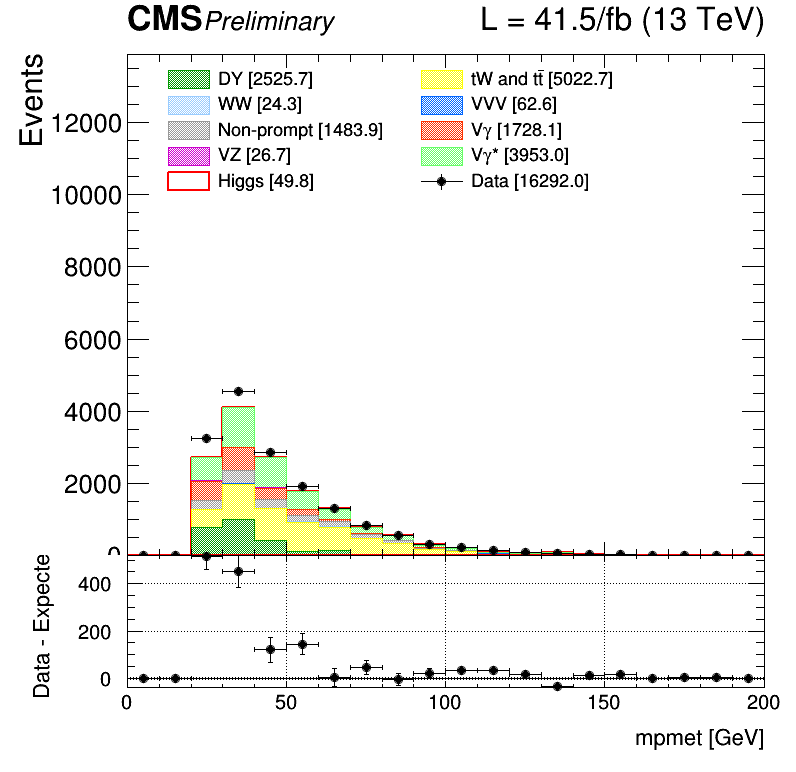 CMS Preliminary L = 41.5/fb (13 TeV)
Events
DY [2525.7] tW and tt̄ [5022.7]
WW [24.3] VVV [62.6]
Non-prompt [1483.9] Vγ [1728.1]
VZ [26.7] Vγ* [3953.0]
Higgs [49.8] Data [16292.0]
12000
10000
8000
6000
4000
2000
0
Data - Expecte
400
200
0
0 50 100 150 200
mpmet [GeV]